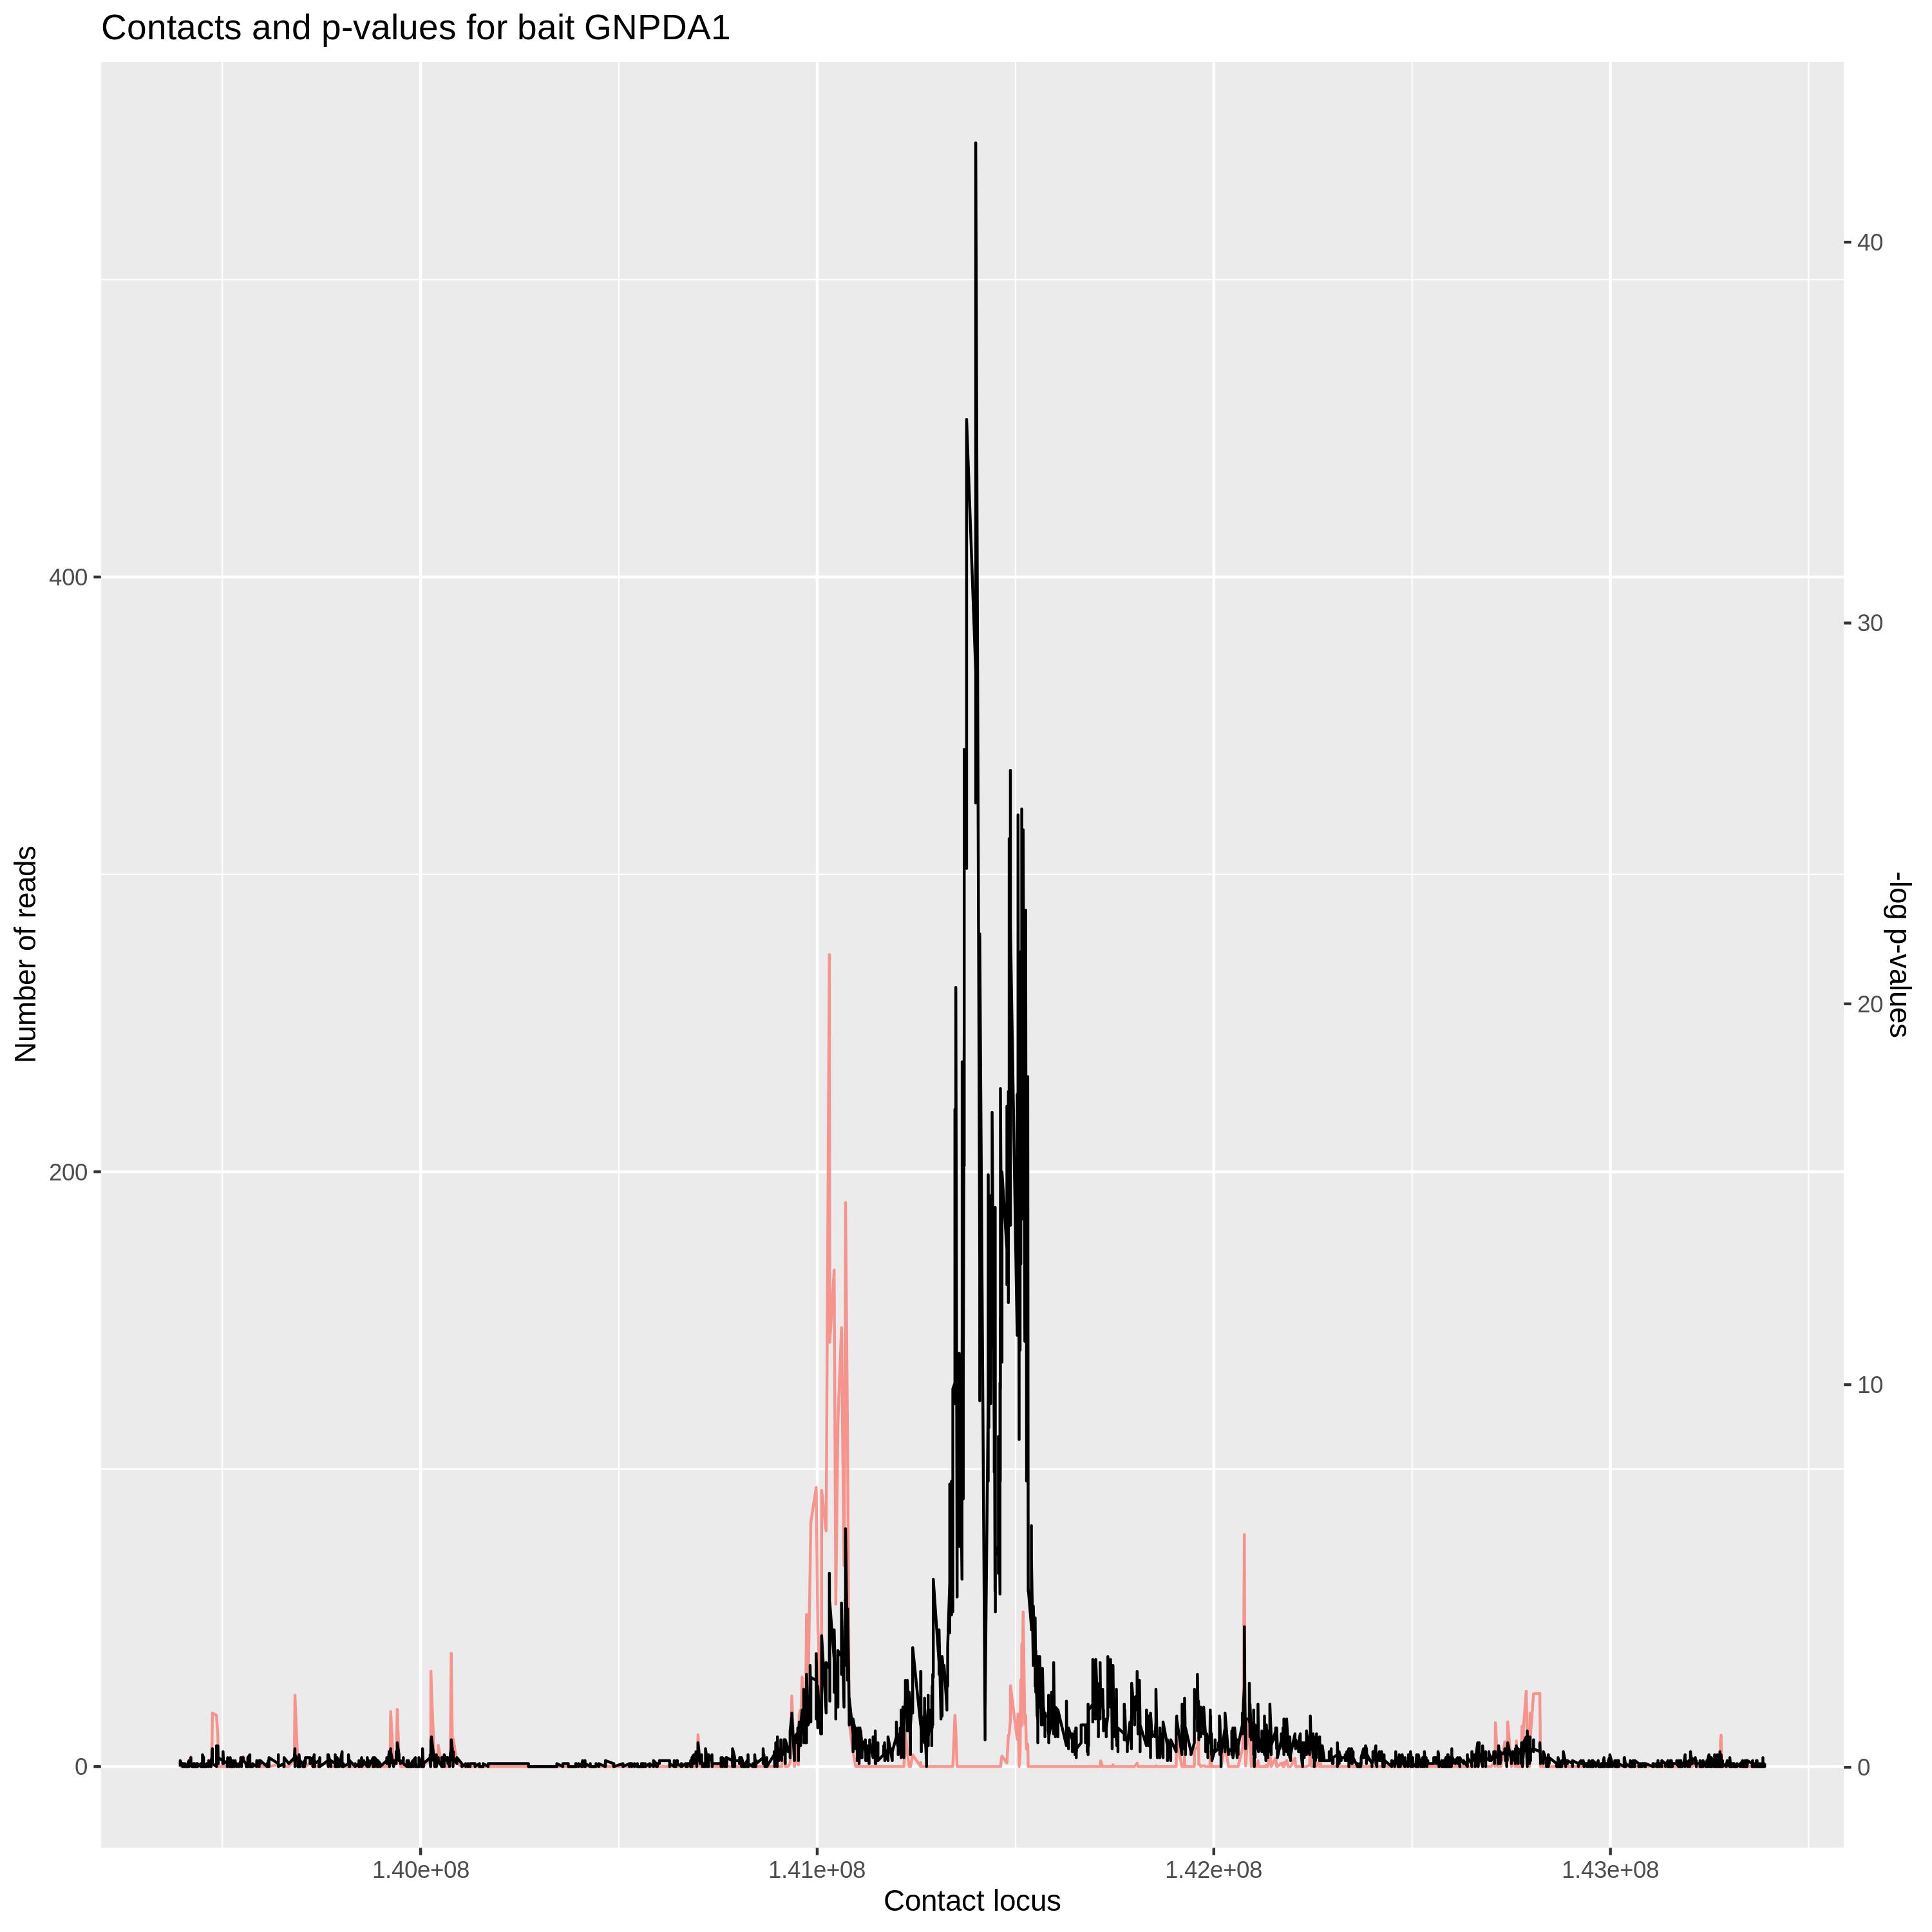 Contacts and p-values for bait GNPDA1
Number of reads
400
200
0
40
30
20
10
0
-log p-values
1.40e+08
1.41e+08
1.42e+08
1.43e+08
Contact locus